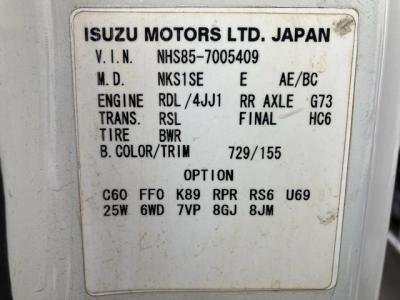 ISUZU MOTORS LTD. JAPAN
V.I.N. NHS85-7005409
M.D. NKS1SE E AE/BC
ENGINE RDL/4JJ1 RR AXLE G73
TRANS. RSL FINAL HC6
TIRE BWR
B.COLOR/TRIM 729/155
OPTION
C60 FF0 K89 RPR RS6 U69
25W 6WD 7VP 8GJ 8JM